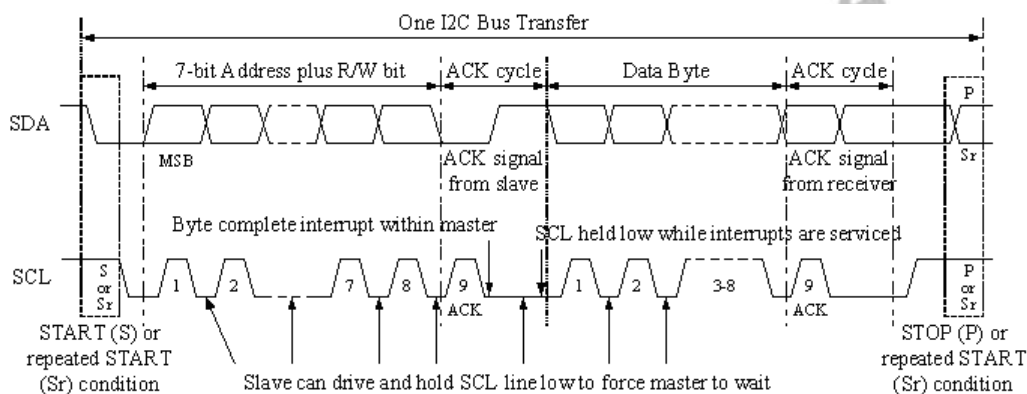 One I2C Bus Transfer
7-bit Address plus R/W bit ACK cycle Data Byte ACK cycle
P
SDA
MSB ACK signal ACK signal Sr
from slave from receiver
Byte complete interrupt within master
SCL held low while interrupts are serviced
SCL S 1 2 7 8 9 1 2 3-8 9 P
or or
Sr ACK ACK Sr
START (S) or STOP (P) or
repeated START repeated START
(Sr) condition Slave can drive and hold SCL line low to force master to wait (Sr) condition